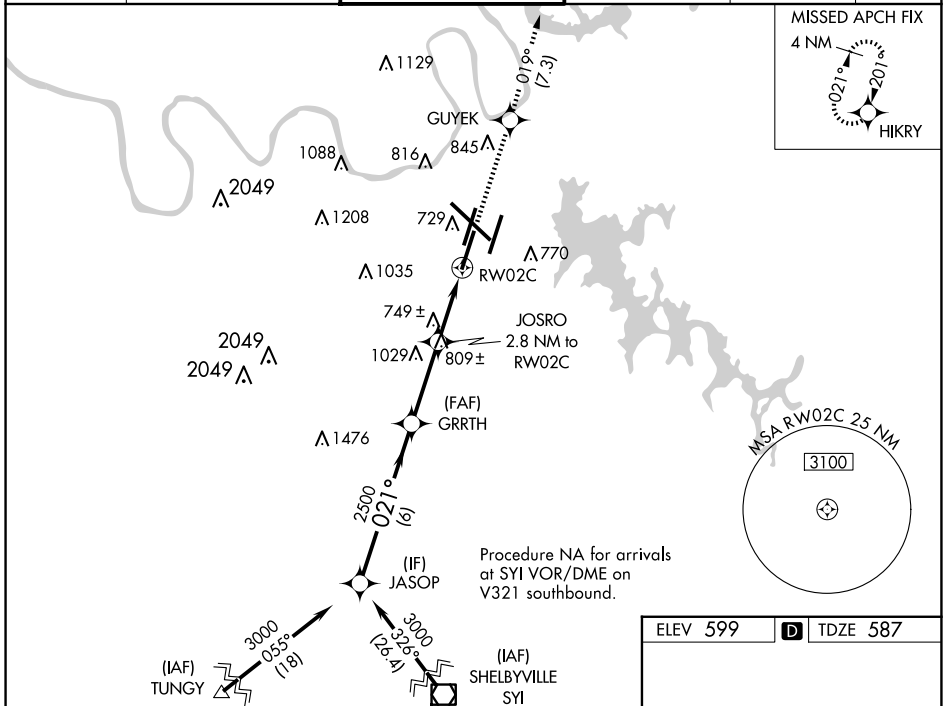 MISSED APCH FIX
4 NM
021°
201°
HIKRY
1129
019°
(7.3)
GUYEK
845
1088
816
2049
1208
729
770
1035
RW02C
749±
JOSRO
2.8 NM to
RW02C
809±
1029
2049
2049
(FAF)
GRRTH
1476
MSA RW02C 25 NM
3100
2500
021°
(6)
(IF)
JASOP
Procedure NA for arrivals
at SYI VOR/DME on
V321 southbound.
3000
055°
(18)
3000
326°
(26.4)
(IAF)
TUNGY
(IAF)
SHELBYVILLE
SYI
ELEV 599 D TDZE 587